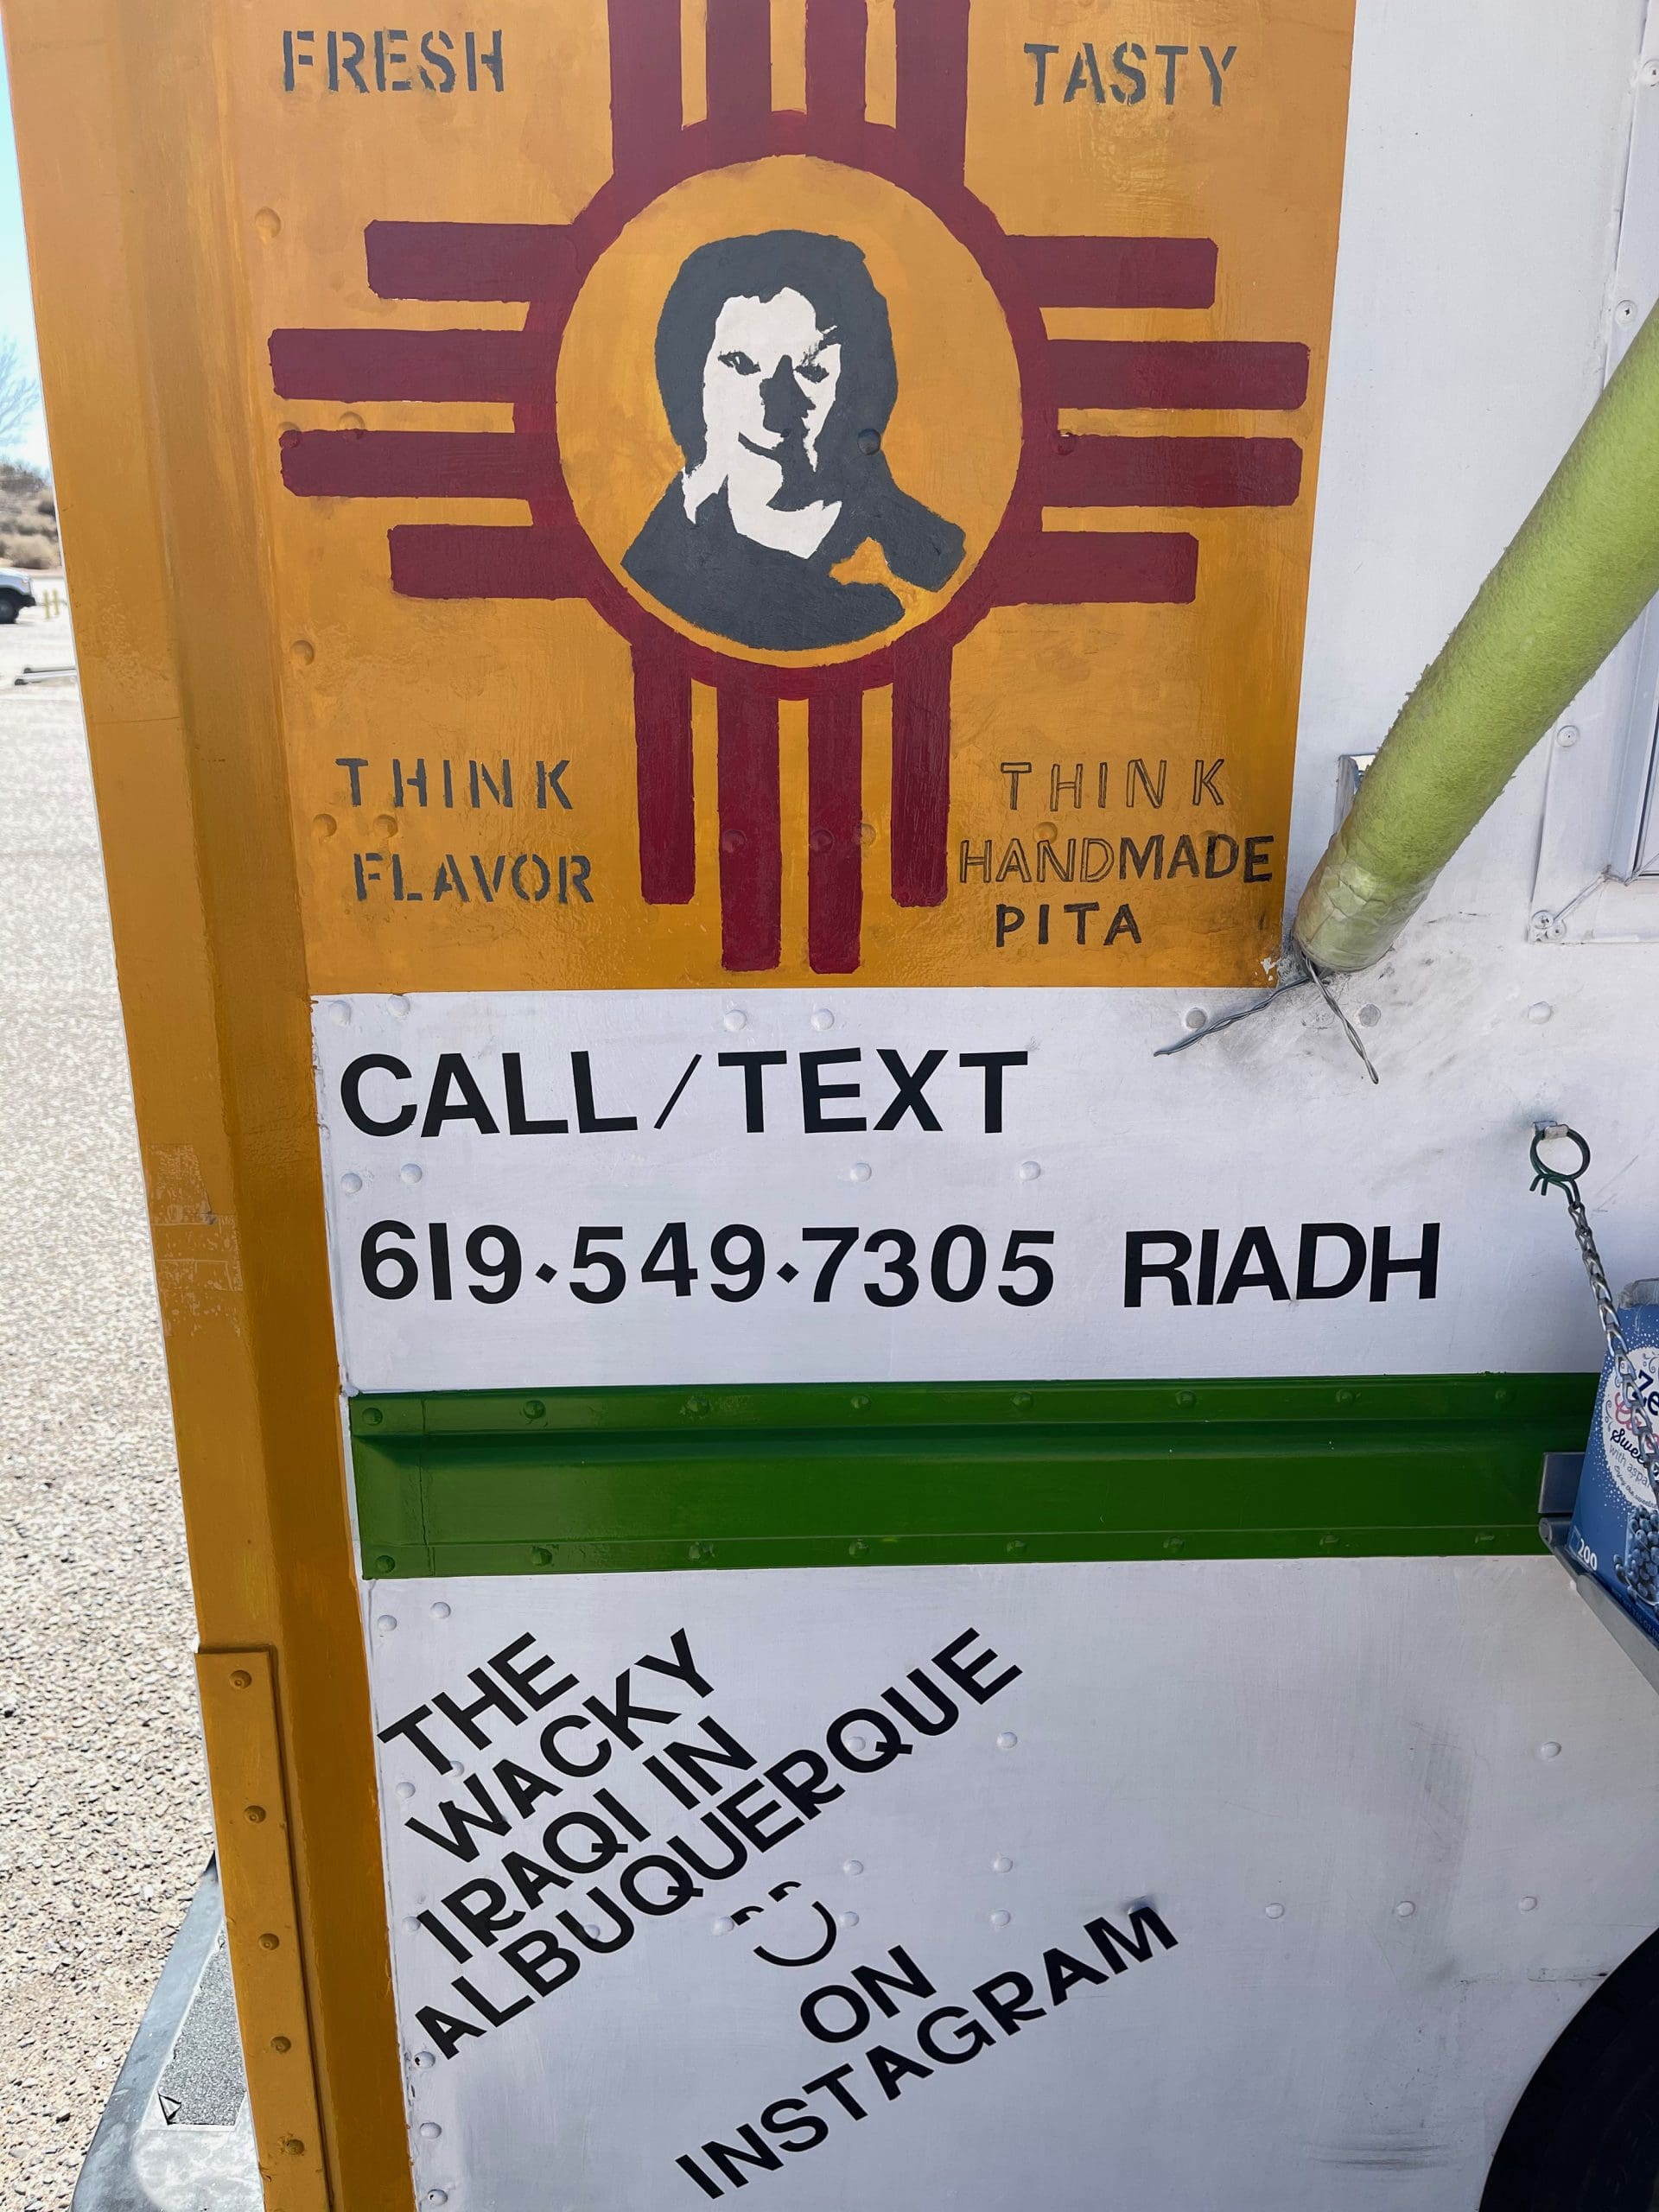 FRESH
TASTY
THINK
FLAVOR
THINK
HANDMADE
PITA
CALL/TEXT
619·549·7305 RIADH
THE
WACKY
IRAQI IN
ALBUQUERQUE
ON
INSTAGRAM
200